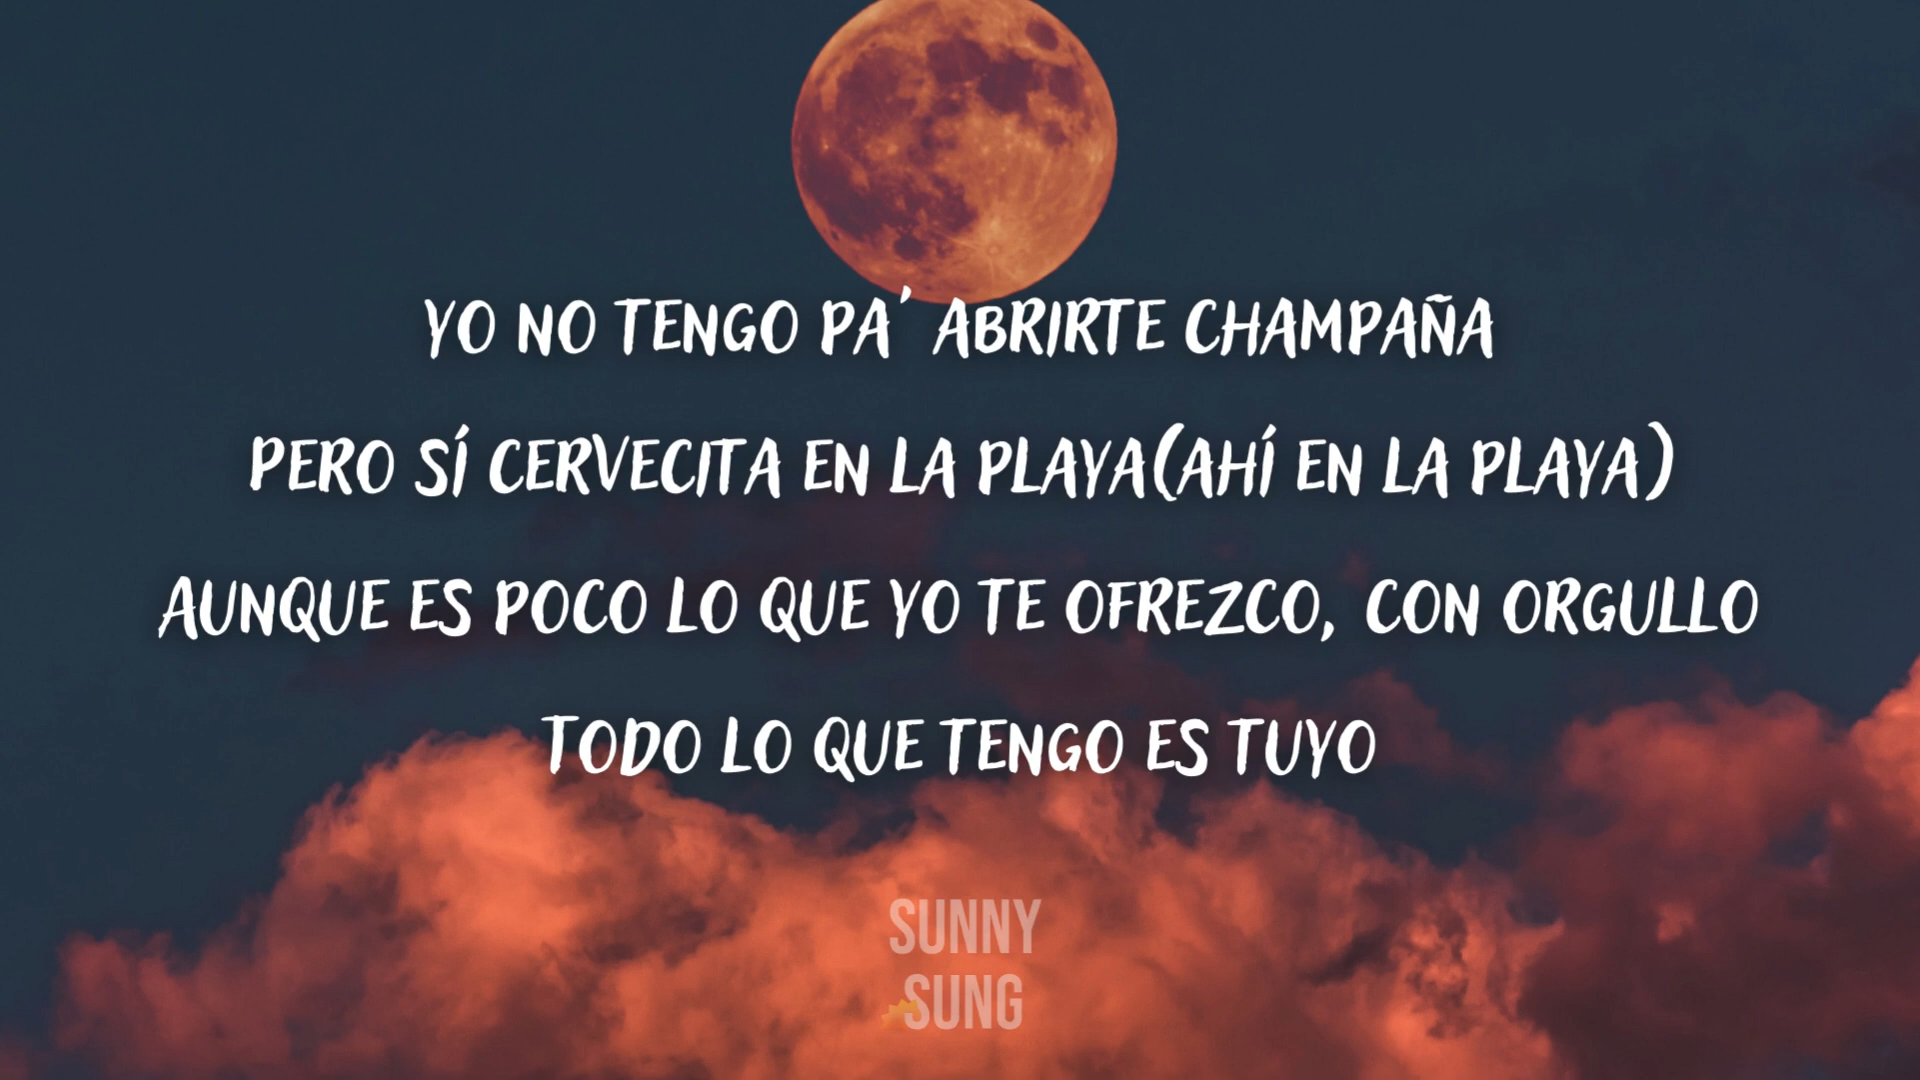 YO NO TENGO PA' ABRIRTE CHAMPAÑA
PERO SÍ CERVECITA EN LA PLAYA(AHÍ EN LA PLAYA)
AUNQUE ES POCO LO QUE YO TE OFREZCO, CON ORGULLO
TODO LO QUE TENGO ES TUYO
SUNNY
SUNG